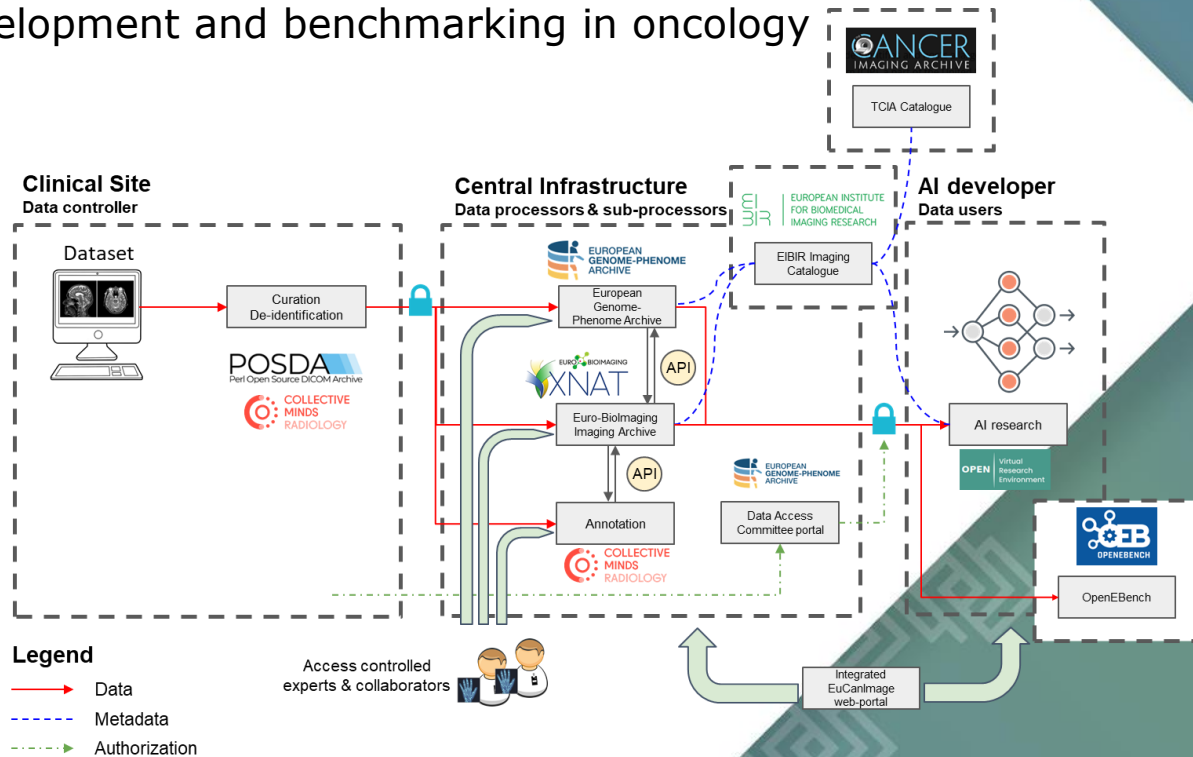 elopment and benchmarking in oncology
CANCER
IMAGING ARCHIVE
TCIA Catalogue
Clinical Site
Data controller
Central Infrastructure
Data processors & sub-processors
EI
BIR
EUROPEAN INSTITUTE
FOR BIOMEDICAL
IMAGING RESEARCH
EIBIR Imaging
Catalogue
AI developer
Data users
Dataset
Curation
De-identification
POSDA
Perl Open Source DICOM Archive
COLLECTIVE
MINDS
RADIOLOGY
EUROPEAN
GENOME-PHENOME
ARCHIVE
European
Genome-
Phenome Archive
API
EURO BIOIMAGING
XNAT
Euro-BioImaging
Imaging Archive
API
Annotation
COLLECTIVE
MINDS
RADIOLOGY
EUROPEAN
GENOME-PHENOME
ARCHIVE
Data Access
Committee portal
AI research
OPEN
Virtual
Research
Environment
OEB
OPENEBENCH
OpenEBench
Access controlled
experts & collaborators
Integrated
EuCanImage
web-portal
Legend
Data
Metadata
Authorization